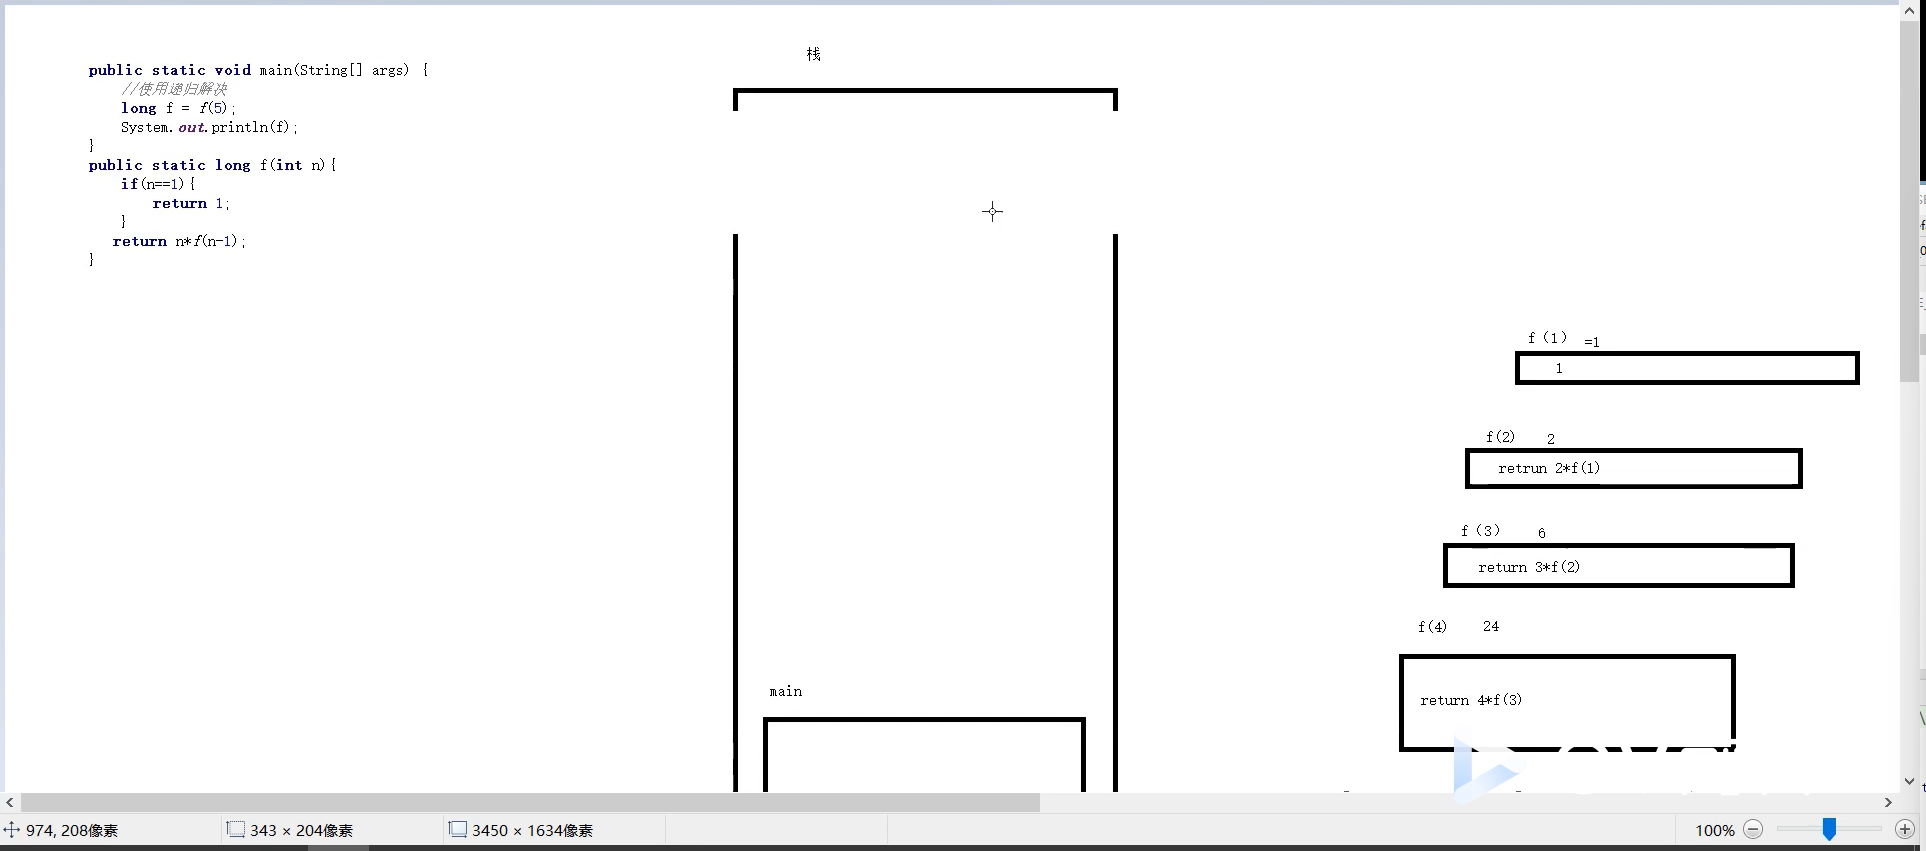 public static void main(String[] args) {
//使用递归解决
long f = f(5);
System.out.println(f);
}
public static long f(int n){
if(n==1){
return 1;
}
return n*f(n-1);
}
栈
main
f（1） =1
1
f(2) 2
retrun 2*f(1)
f（3） 6
return 3*f(2)
f(4) 24
return 4*f(3)
974, 208像素
343 × 204像素
3450 × 1634像素
100%